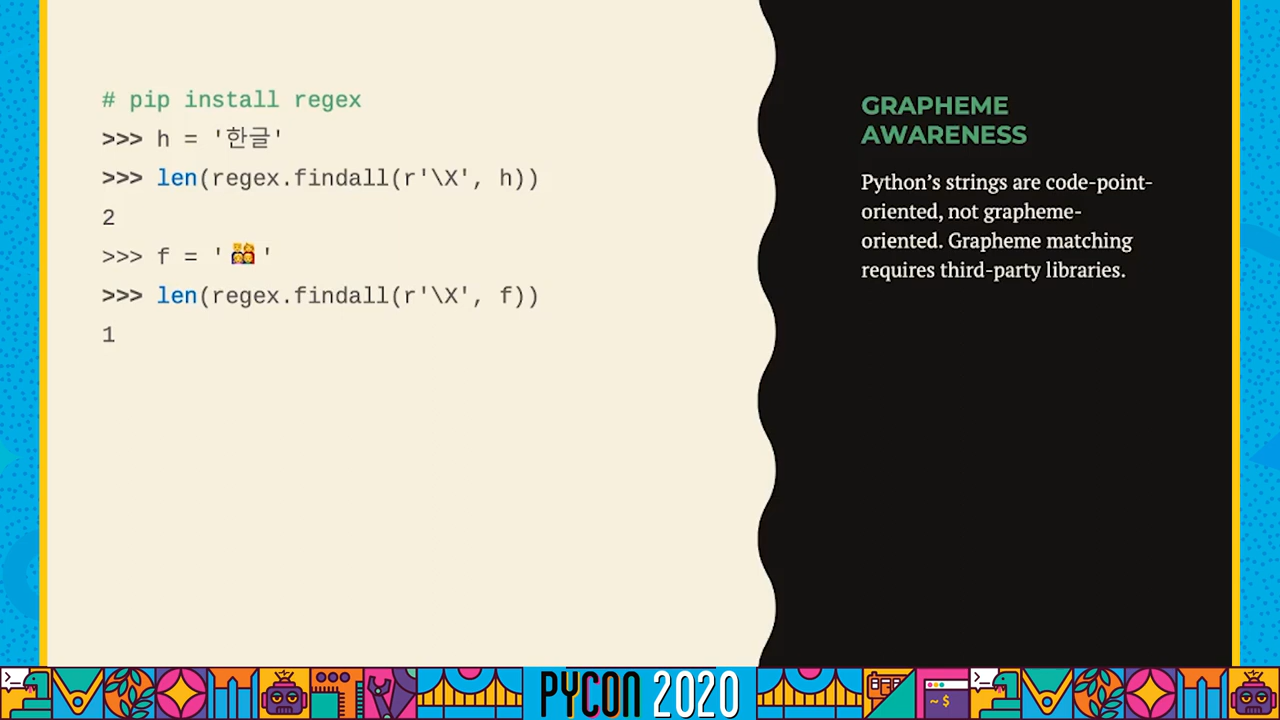 # pip install regex
>>> h = '한글'
>>> len(regex.findall(r'\X', h))
2
>>> f = '👨‍👩‍👧‍👦'
>>> len(regex.findall(r'\X', f))
1
GRAPHEME
AWARENESS
Python’s strings are code-point-
oriented, not grapheme-
oriented. Grapheme matching
requires third-party libraries.
>_
~$
>_
PYCON 2020